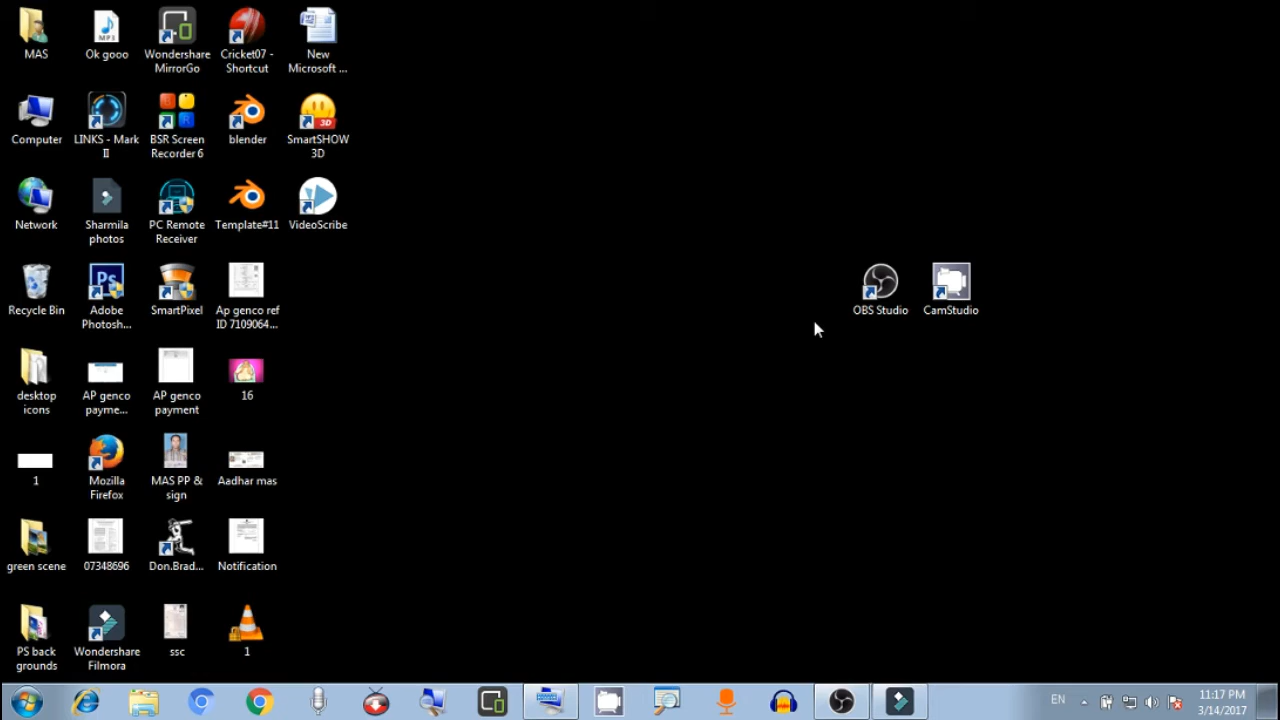 MAS
Ok gooo
Wondershare
MirrorGo
Cricket07 -
Shortcut
New
Microsoft ...
Computer
LINKS - Mark
II
BSR Screen
Recorder 6
blender
SmartSHOW
3D
Network
Sharmila
photos
PC Remote
Receiver
Template#11
VideoScribe
Recycle Bin
Adobe
Photosh...
SmartPixel
Ap genco ref
ID 7109064...
OBS Studio
CamStudio
desktop
icons
AP genco
payme...
AP genco
payment
16
1
Mozilla
Firefox
MAS PP &
sign
Aadhar mas
green scene
07348696
Don.Brad...
Notification
PS back
grounds
Wondershare
Filmora
ssc
1
EN
11:17 PM
3/14/2017